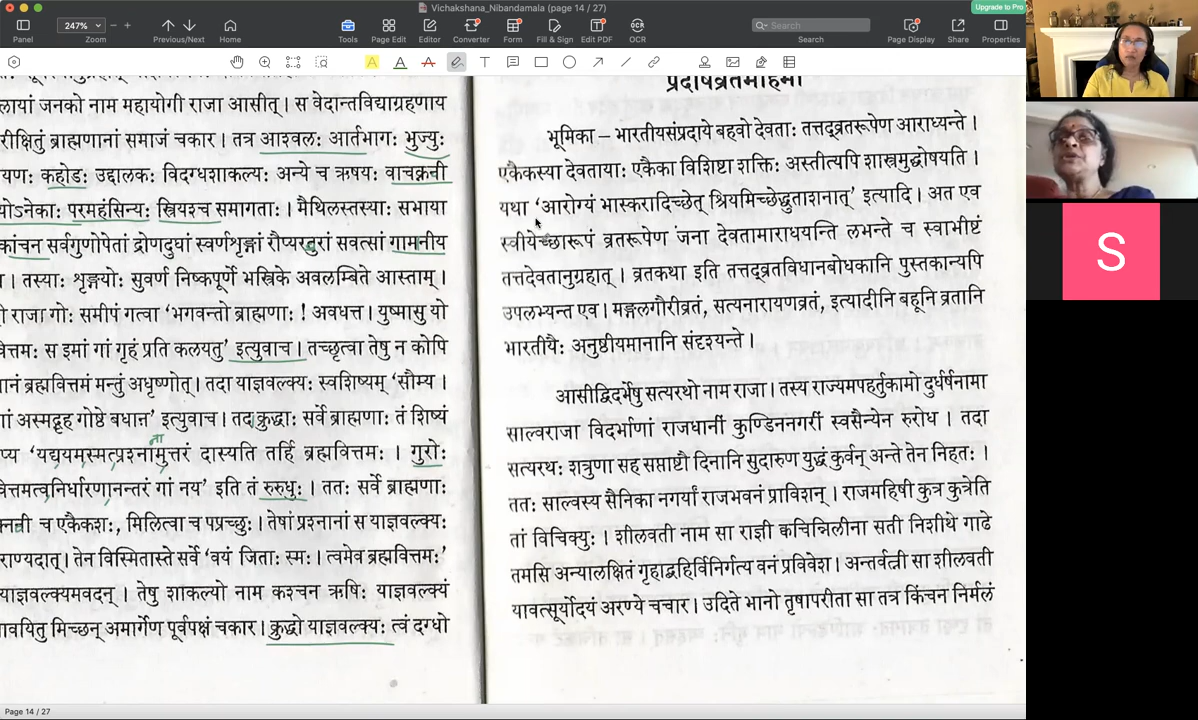 Vichakshana_Nibandamala (page 14 / 27)
Upgrade to Pro
247%
Panel
Zoom
Previous/Next
Home
Tools
Page Edit
Editor
Converter
Form
Fill & Sign
Edit PDF
OCR
OCR
Search
Search
Page Display
Share
Properties
लायां जनको नाम महायोगी राजा आसीत् । स वेदान्तविद्याग्रहणाय
रीक्षितुं ब्राह्मणानां समाजं चकार । तत्र आश्वलः आर्तभागः भुज्युः
यणः कहोडः उद्दालकः विदग्धशाकल्यः अन्ये च ऋषयः वाचक्नवी
योऽनेकाः परमहंसिन्यः स्त्रियश्च समागताः । मैथिलस्तस्याः सभाया
कांचन सर्वगुणोपेतां द्रोणदुघां स्वर्णशृङ्गां सवत्सां गामनीय
। तस्याः शृङ्गयोः सुवर्ण निष्कपूर्णे भस्त्रिके अवलम्बिते आस्ताम् ।
ो राजा गोः समीपं गत्वा ‘भगवन्तो ब्राह्मणाः ! अवधत्त । युष्मासु यो
वित्तमः स इमां गां गृहं प्रति कलयतु’ इत्युवाच । तच्छ्रुत्वा तेषु न कोपि
ानं ब्रह्मवित्तमं मन्तुं अधृष्णोत् । तदा याज्ञवल्क्यः स्वशिष्यम् ‘सौम्य ।
गां अस्मद्गृह गोष्ठे बधान’ इत्युवाच । तदा क्रुद्धाः सर्वे ब्राह्मणाः तं शिष्यं
प्य ‘यद्ययमस्मत्प्रश्नानामुत्तरं दास्यति तर्हि ब्रह्मवित्तमः । गुरोः
वित्तमत्वनिर्धारणानन्तरं गां नय’ इति तं रुरुधुः । ततः सर्वे ब्राह्मणाः
क्नवी च एकैकशः, मिलित्वा च पप्रच्छुः । तेषां प्रश्नानां स याज्ञवल्क्यः
राण्यदात् । तेन विस्मितास्ते सर्वे ‘वयं जिताः स्मः । त्वमेव ब्रह्मवित्तमः’
याज्ञवल्क्यमवदन् । तेषु शाकल्यो नाम कश्चन ऋषिः याज्ञवल्क्यं
ावयितु मिच्छन् अमार्गेण पूर्वपक्षं चकार । क्रुद्धो याज्ञवल्क्यः त्वं दग्धो
प्रदोषव्रतमहिमा
भूमिका – भारतीयसंप्रदाये बहवो देवताः तत्तद्व्रतरूपेण आराध्यन्ते ।
एकैकस्या देवतायाः एकैका विशिष्टा शक्तिः अस्तीत्यपि शास्त्रमुद्घोषयति ।
यथा ‘आरोग्यं भास्करादिच्छेत् श्रियमिच्छेद्धुताशनात्’ इत्यादि । अत एव
स्वीयेच्छारूपं व्रतरूपेण जना देवतामाराधयन्ति लभन्ते च स्वाभीष्टं
तत्तदेवतानुग्रहात् । व्रतकथा इति तत्तद्व्रतविधानबोधकानि पुस्तकान्यपि
उपलभ्यन्त एव । मङ्गलगौरीव्रतं, सत्यनारायणव्रतं, इत्यादीनि बहूनि व्रतानि
भारतीयैः अनुष्ठीयमानानि संदृश्यन्ते ।
आसीद्विदर्भेषु सत्यरथो नाम राजा । तस्य राज्यमपहर्तुकामो दुर्धर्षनामा
साल्वराजा विदर्भाणां राजधानीं कुण्डिननगरीं स्वसैन्येन रुरोध । तदा
सत्यरथः शत्रुणा सह सप्ताष्टौ दिनानि सुदारुण युद्धं कुर्वन् अन्ते तेन निहतः ।
ततः साल्वस्य सैनिका नगर्यां राजभवनं प्राविशन् । राजमहिषी कुत्र कुत्रेति
तां विचिक्युः । शीलवती नाम सा राज्ञी क्वचिन्निलीना सती निशीथे गाढे
तमसि अन्यालक्षितं गृहाद्बहिर्विनिर्गत्य वनं प्रविवेश । अन्तर्वत्नी सा शीलवती
यावत्सूर्योदयं अरण्ये चचार । उदिते भानो तृषापरीता सा तत्र किंचन निर्मलं
S
Page 14 / 27